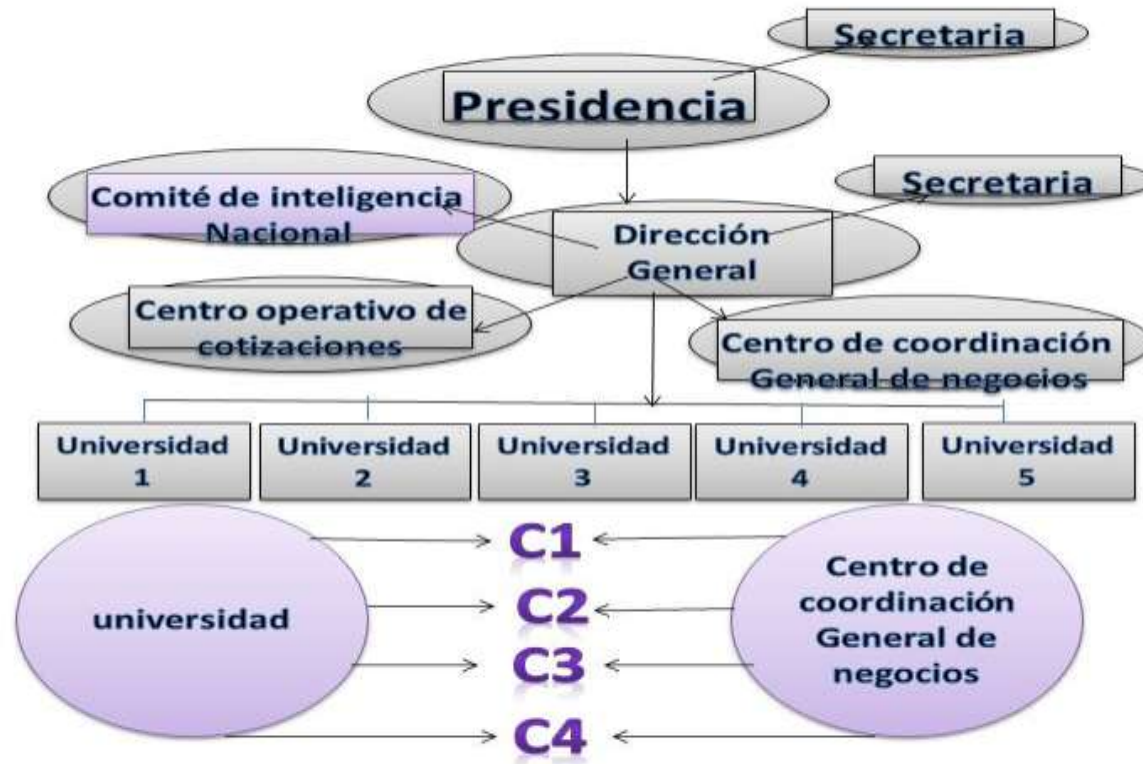 Secretaria
Presidencia
Secretaria
Comité de inteligencia
Nacional
Dirección
General
Centro operativo de
cotizaciones
Centro de coordinación
General de negocios
Universidad
1
Universidad
2
Universidad
3
Universidad
4
Universidad
5
universidad
C1
C2
C3
C4
Centro de
coordinación
General de
negocios